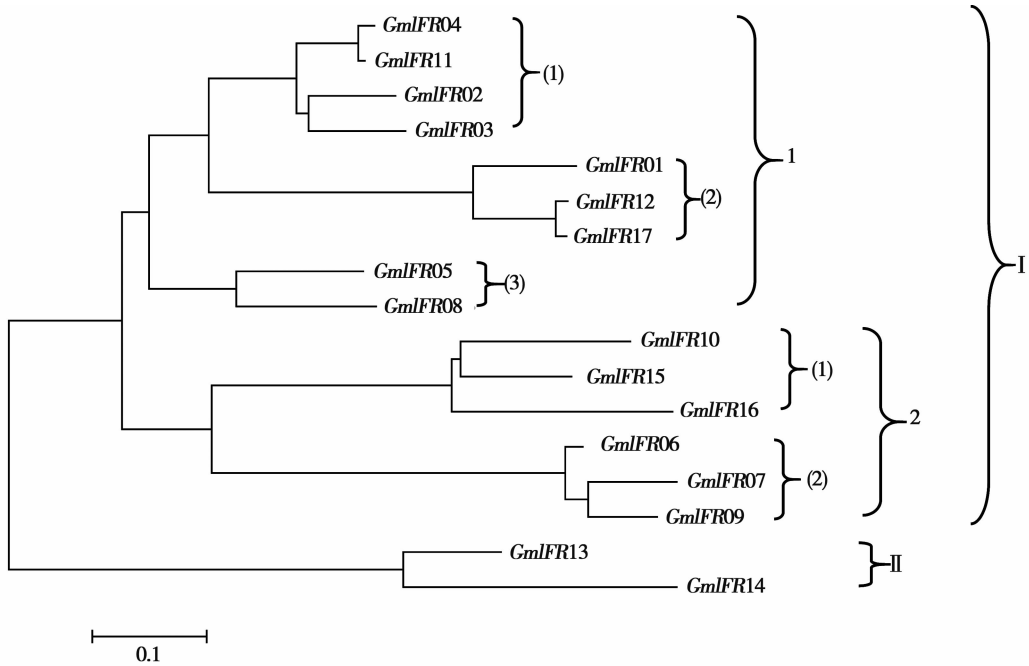 GmIFR04
GmIFR11
(1)
GmIFR02
GmIFR03
1
GmIFR01
GmIFR12
(2)
GmIFR17
I
GmIFR05
(3)
GmIFR08
GmIFR10
(1)
GmIFR15
GmIFR16
2
GmIFR06
(2)
GmIFR07
GmIFR09
GmIFR13
II
GmIFR14
0.1